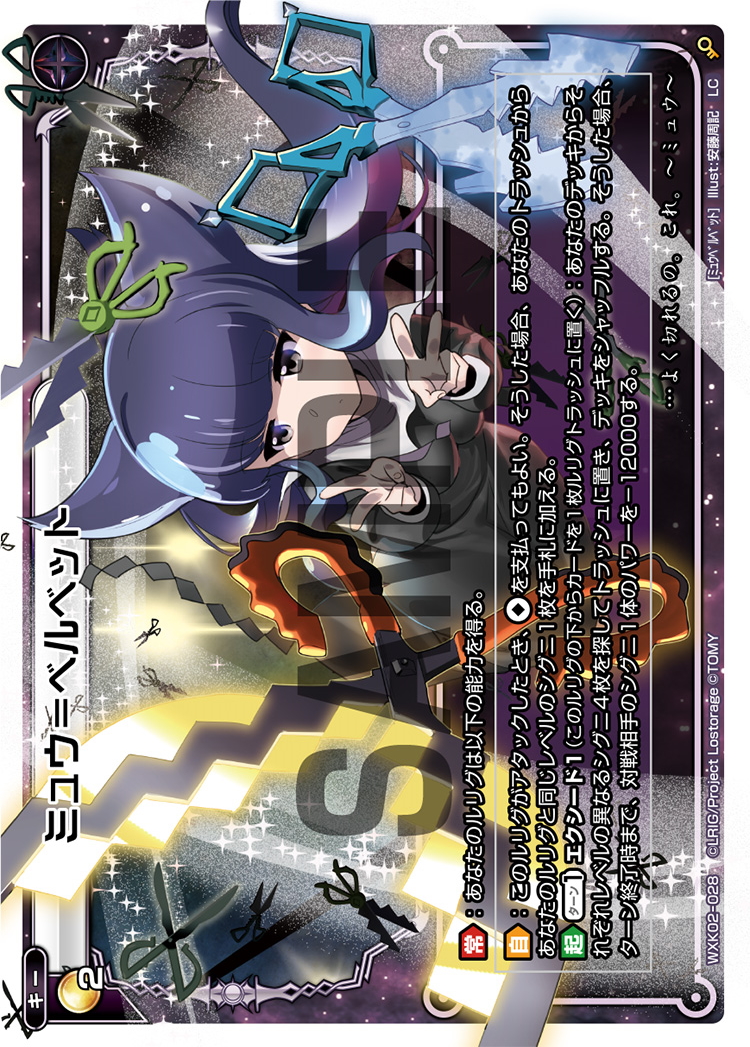 キー
2
ミュウ＝ベルベット
SAMPLE
常：あなたのルリグは以下の能力を得る。
自：このルリグがアタックしたとき、◆を支払ってもよい。そうした場合、あなたのトラッシュから
あなたのルリグと同じレベルのシグニ1枚を手札に加える。
起 ターン1 エクシード1(このルリグの下からカードを1枚ルリグトラッシュに置く)：あなたのデッキからそ
れぞれレベルの異なるシグニ4枚を探してトラッシュに置き、デッキをシャッフルする。そうした場合、
ターン終了時まで、対戦相手のシグニ1体のパワーを－12000する。
…よく切れるの。これ。～ミュウ～
WXK02-028 ©LRIG/Project Lostorage ©TOMY
[ミュウベルベット] Illust:安藤周記 LC